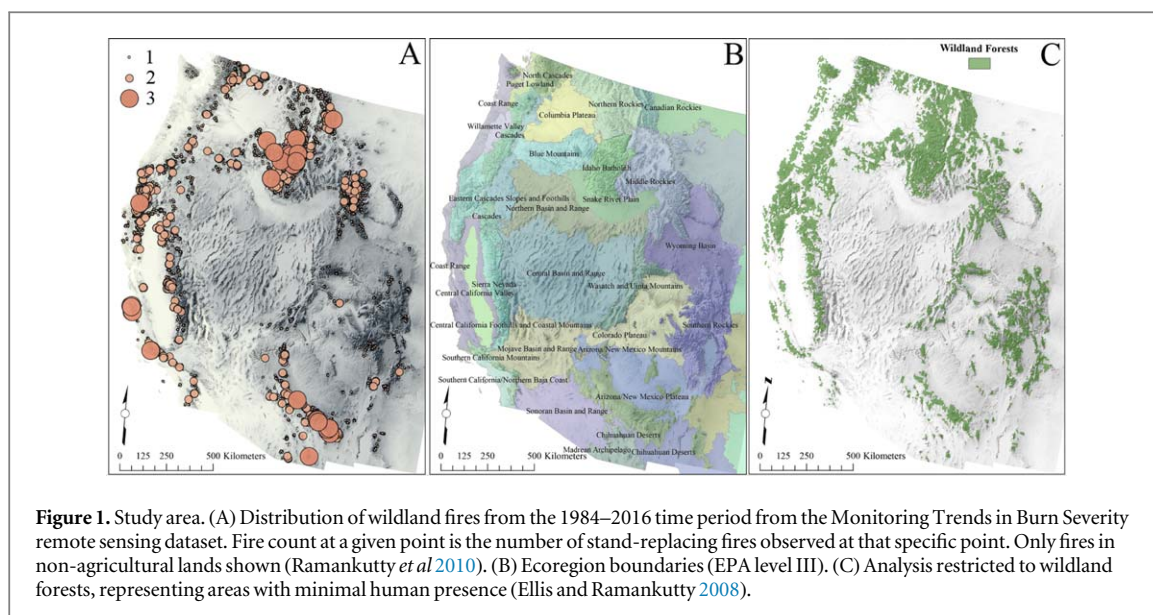 A
1
2
3
0 125 250 500 Kilometers
B
North Cascades
Puget Lowland
Coast Range
Northern Rockies
Canadian Rockies
Columbia Plateau
Willamette Valley
Cascades
Blue Mountains
Idaho Batholith
Middle Rockies
Eastern Cascades Slopes and Foothills
Snake River Plain
Northern Basin and Range
Cascades
Wyoming Basin
Coast Range
Central Basin and Range
Sierra Nevada
Wasatch and Uinta Mountains
Central California Valley
Central California Foothills and Coastal Mountains
Southern Rockies
Colorado Plateau
Mojave Basin and Range
Arizona/New Mexico Mountains
Southern California Mountains
Southern California/Northern Baja Coast
Arizona/New Mexico Plateau
Sonoran Basin and Range
Chihuahuan Deserts
Madrean Archipelago
Chihuahuan Deserts
0 125 250 500 Kilometers
Wildland Forests
C
0 125 250 500 Kilometers
Figure 1. Study area. (A) Distribution of wildland fires from the 1984–2016 time period from the Monitoring Trends in Burn Severity
remote sensing dataset. Fire count at a given point is the number of stand-replacing fires observed at that specific point. Only fires in
non-agricultural lands shown (Ramankutty et al 2010). (B) Ecoregion boundaries (EPA level III). (C) Analysis restricted to wildland
forests, representing areas with minimal human presence (Ellis and Ramankutty 2008).